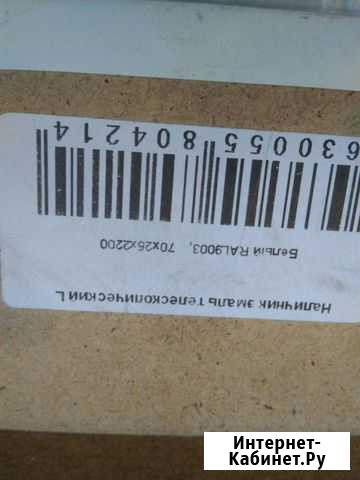 Наличник эмаль телескопический L
Белый RAL9003, 70x25x2200
630055 804214
Интернет-
Кабинет.Ру